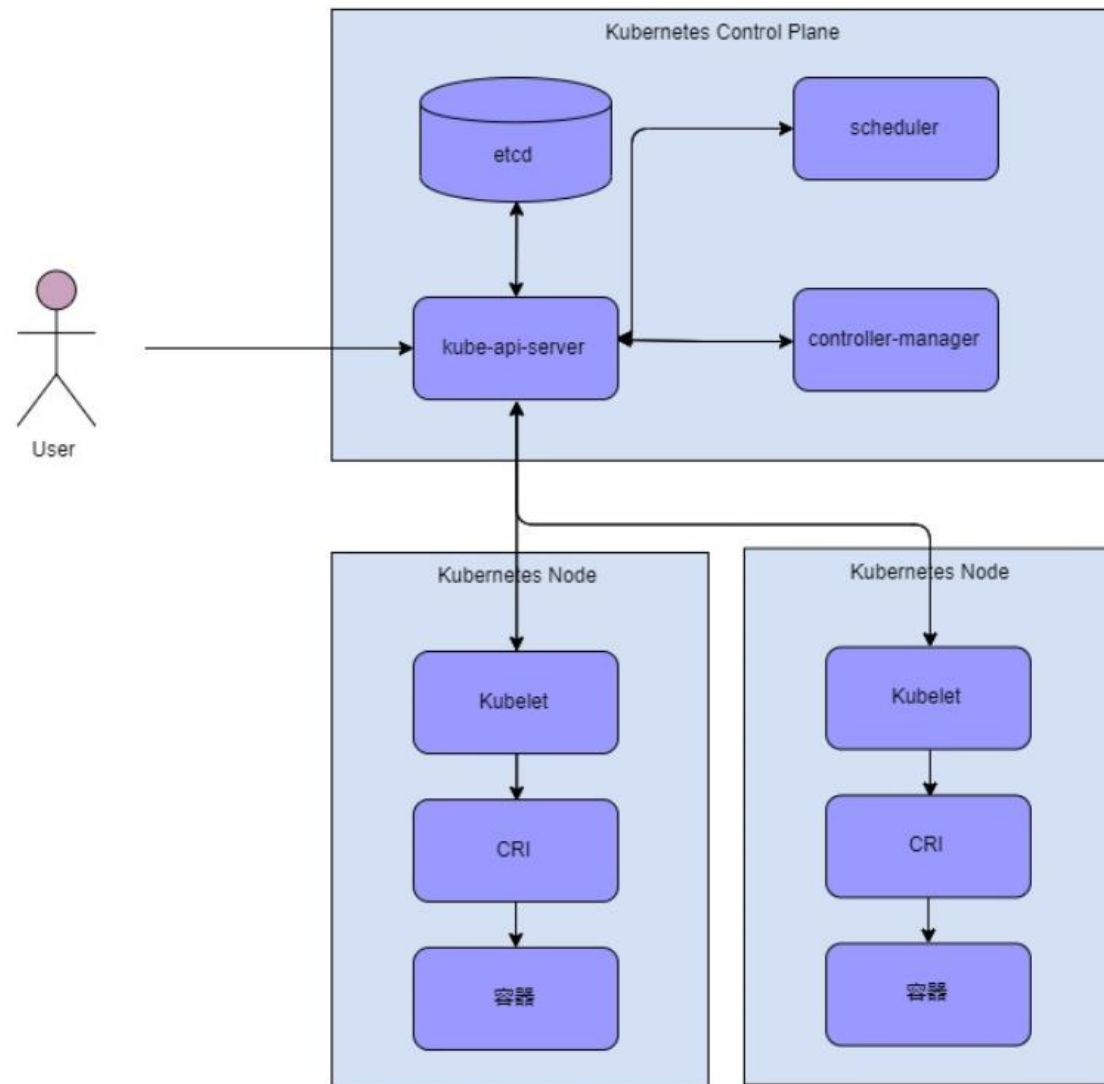 Kubernetes Control Plane
etcd
scheduler
kube-api-server
controller-manager
User
Kubernetes Node
Kubelet
CRI
容器
Kubernetes Node
Kubelet
CRI
容器